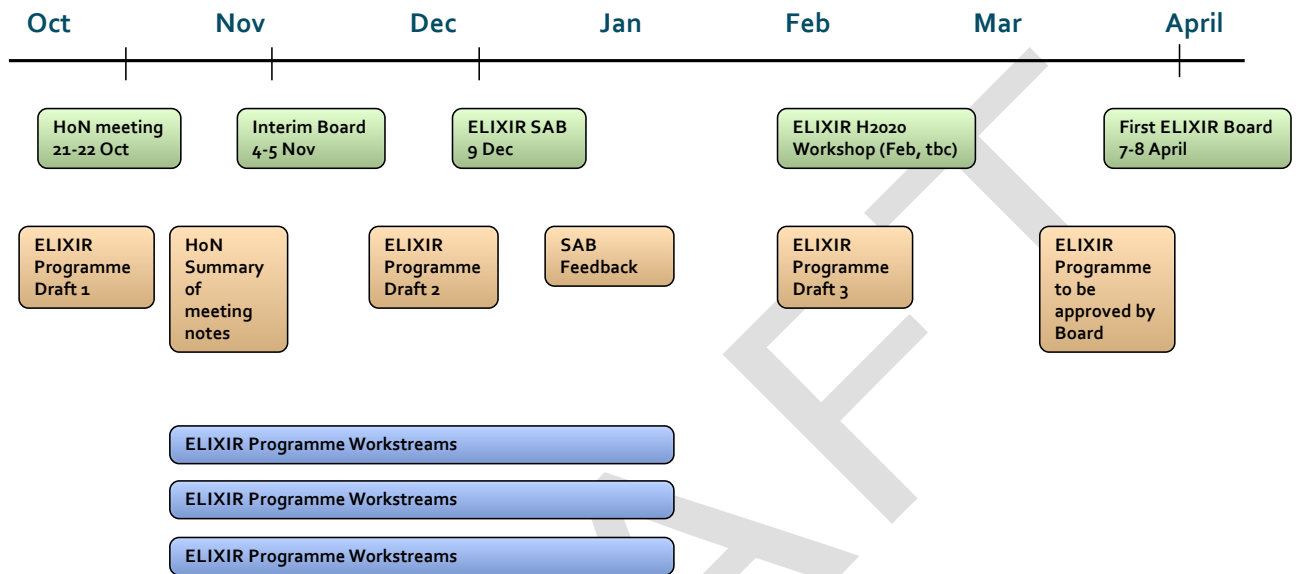 Oct Nov Dec Jan Feb Mar April
HoN meeting
21-22 Oct
Interim Board
4-5 Nov
ELIXIR SAB
9 Dec
ELIXIR H2020
Workshop (Feb, tbc)
First ELIXIR Board
7-8 April
ELIXIR
Programme
Draft 1
HoN
Summary
of
meeting
notes
ELIXIR
Programme
Draft 2
SAB
Feedback
ELIXIR
Programme
Draft 3
ELIXIR
Programme
to be
approved by
Board
ELIXIR Programme Workstreams
ELIXIR Programme Workstreams
ELIXIR Programme Workstreams
AFT